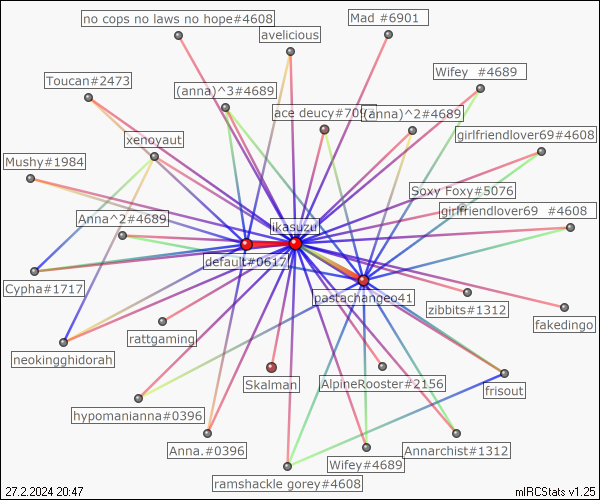 no cops no laws no hope#4608
Mad #6901
avelicious
Toucan#2473
(anna)^3#4689
Wifey #4689
ace deucy#709
(anna)^2#4689
xenoyaut
girlfriendlover69#4608
Mushy#1984
Soxy Foxy#5076
Anna^2#4689
ikasuzu
girlfriendlover69 #4608
default#0617
Cypha#1717
pastachangeo41
zibbits#1312
fakedingo
rattgaming
neokingghidorah
Skalman
AlpineRooster#2156
frisout
hypomanianna#0396
Anna.#0396
Annarchist#1312
Wifey#4689
ramshackle gorey#4608
27.2.2024 20:47
mIRCStats v1.25